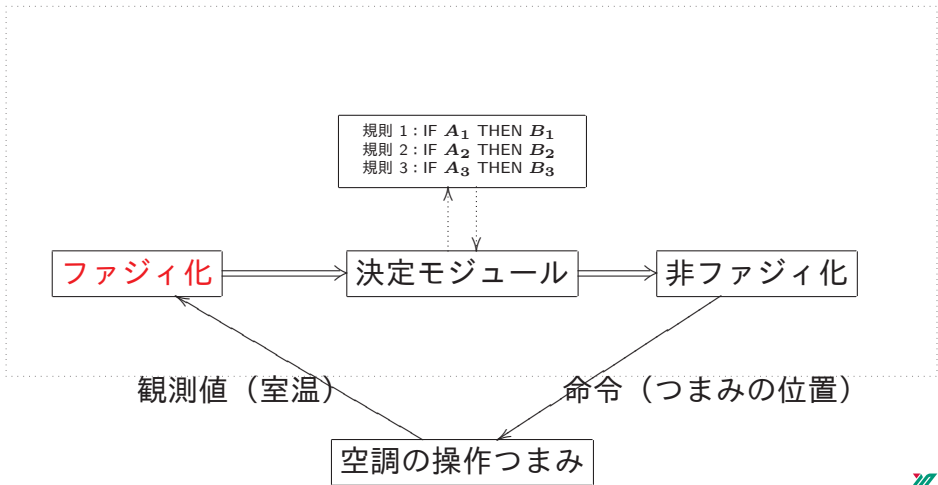 規則 1 : IF A₁ THEN B₁
規則 2 : IF A₂ THEN B₂
規則 3 : IF A₃ THEN B₃
ファジィ化
決定モジュール
非ファジィ化
観測値（室温）
命令（つまみの位置）
空調の操作つまみ